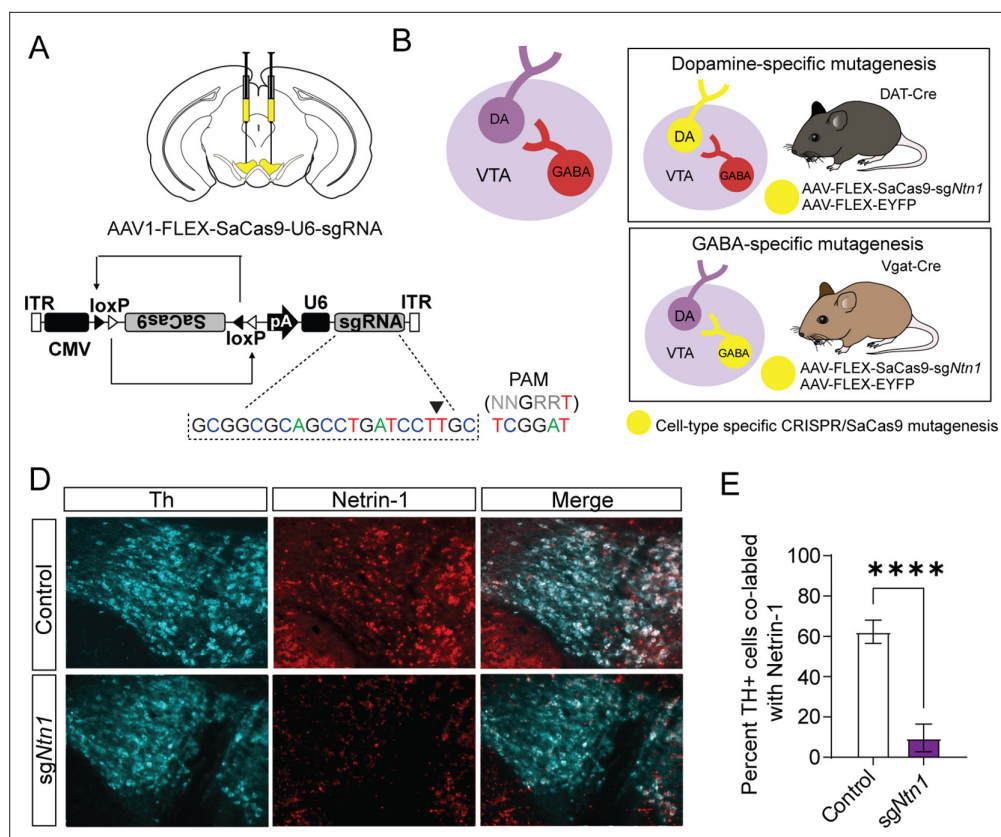 A
AAV1-FLEX-SaCas9-U6-sgRNA
ITR
loxP
U6
ITR
SaCas9
pA
sgRNA
CMV
loxP
PAM
(NNGRRT)
GCGGCGCAGCCTGATCCTTGC TCGGAT
B
DA
GABA
VTA
Dopamine-specific mutagenesis
DAT-Cre
DA
GABA
VTA
AAV-FLEX-SaCas9-sgNtn1
AAV-FLEX-EYFP
GABA-specific mutagenesis
Vgat-Cre
DA
GABA
VTA
AAV-FLEX-SaCas9-sgNtn1
AAV-FLEX-EYFP
Cell-type specific CRISPR/SaCas9 mutagenesis
D
Th
Netrin-1
Merge
Control
sgNtn1
E
Percent TH+ cells co-labled
with Netrin-1
100
80
60
40
20
0
****
Control
sgNtn1